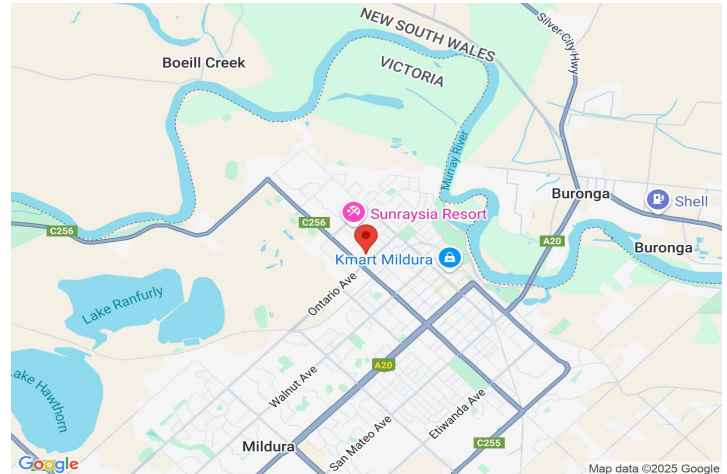 NEW SOUTH WALES
VICTORIA
Silver City Hwy
Boeill Creek
Murray River
Buronga
Shell
Sunraysia Resort
C256
C256
A20
Buronga
Kmart Mildura
Ontario Ave
Lake Ranfurly
Lake Hawthorn
A20
Walnut Ave
San Mateo Ave
Etiwanda Ave
Mildura
C255
Google
Map data ©2025 Google